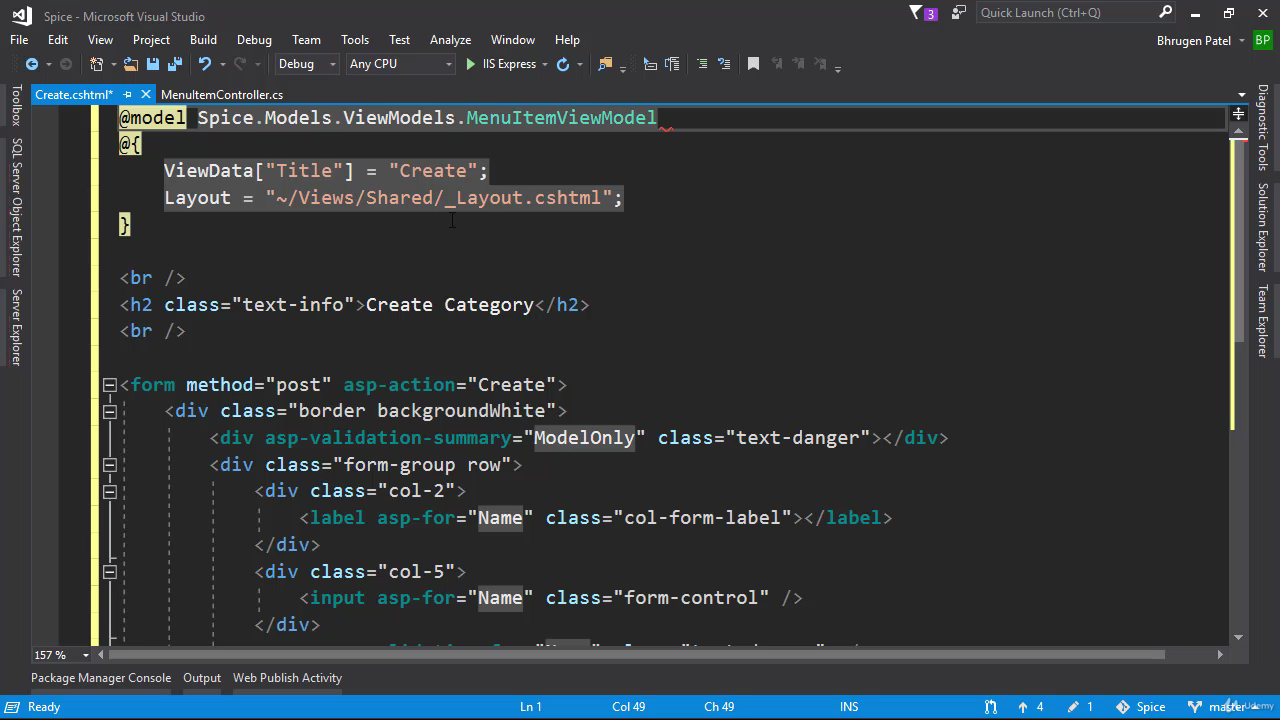 Spice - Microsoft Visual Studio
3
Quick Launch (Ctrl+Q)
File Edit View Project Build Debug Team Tools Test Analyze Window Help
Bhrugen Patel BP
Debug Any CPU IIS Express
Create.cshtml* MenuItemController.cs
Toolbox
SQL Server Object Explorer
Server Explorer
Diagnostic Tools
Solution Explorer
Team Explorer
@model Spice.Models.ViewModels.MenuItemViewModel
@{
ViewData["Title"] = "Create";
Layout = "~/Views/Shared/_Layout.cshtml";
}
<br />
<h2 class="text-info">Create Category</h2>
<br />
<form method="post" asp-action="Create">
<div class="border backgroundWhite">
<div asp-validation-summary="ModelOnly" class="text-danger"></div>
<div class="form-group row">
<div class="col-2">
<label asp-for="Name" class="col-form-label"></label>
</div>
<div class="col-5">
<input asp-for="Name" class="form-control" />
</div>
157 %
Package Manager Console Output Web Publish Activity
Ready Ln 1 Col 49 Ch 49 INS 4 1 Spice master
Udemy